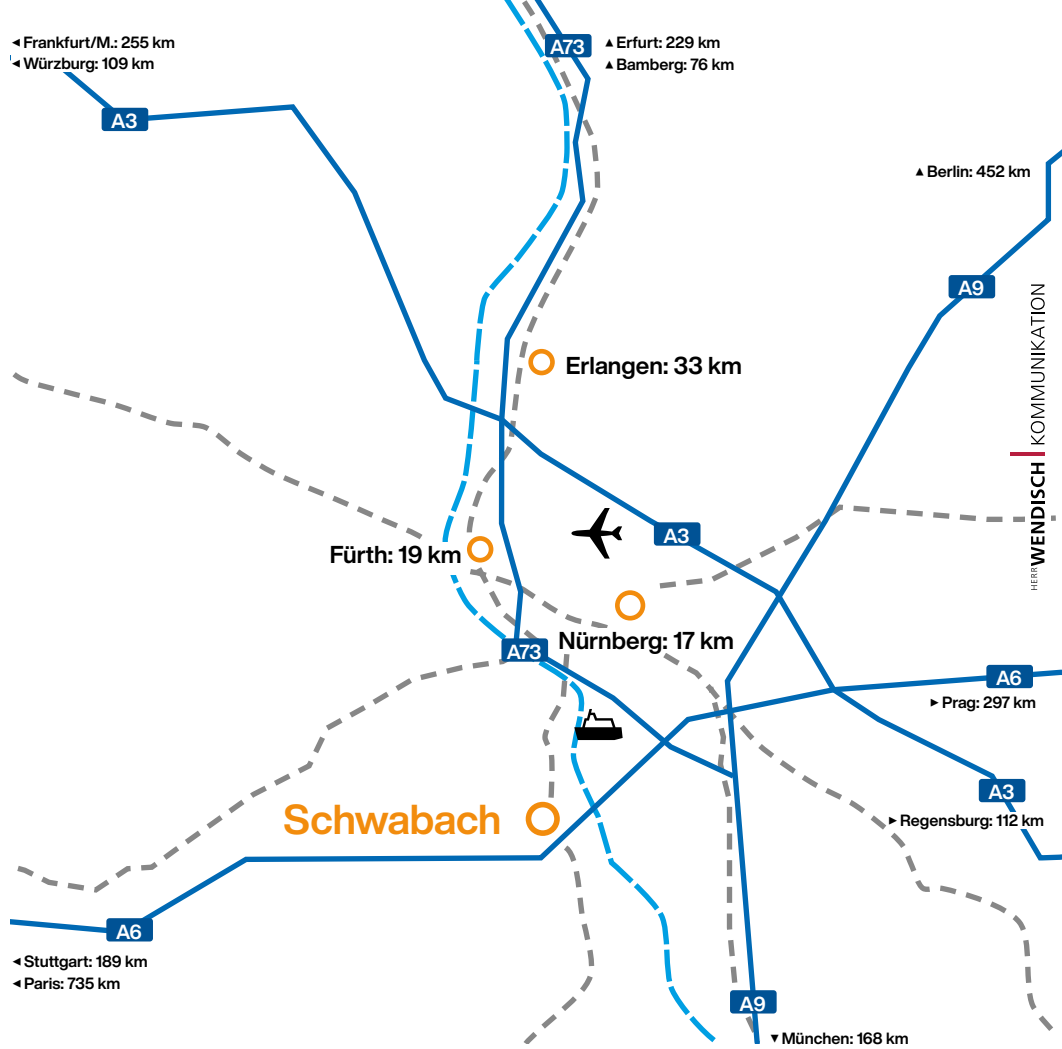 ◄ Frankfurt/M.: 255 km
◄ Würzburg: 109 km
A73
▲ Erfurt: 229 km
▲ Bamberg: 76 km
A3
▲ Berlin: 452 km
A9
Erlangen: 33 km
HERRWENDISCH | KOMMUNIKATION
A3
Fürth: 19 km
Nürnberg: 17 km
A73
A6
► Prag: 297 km
A3
Schwabach
► Regensburg: 112 km
A6
◄ Stuttgart: 189 km
◄ Paris: 735 km
A9
▼ München: 168 km